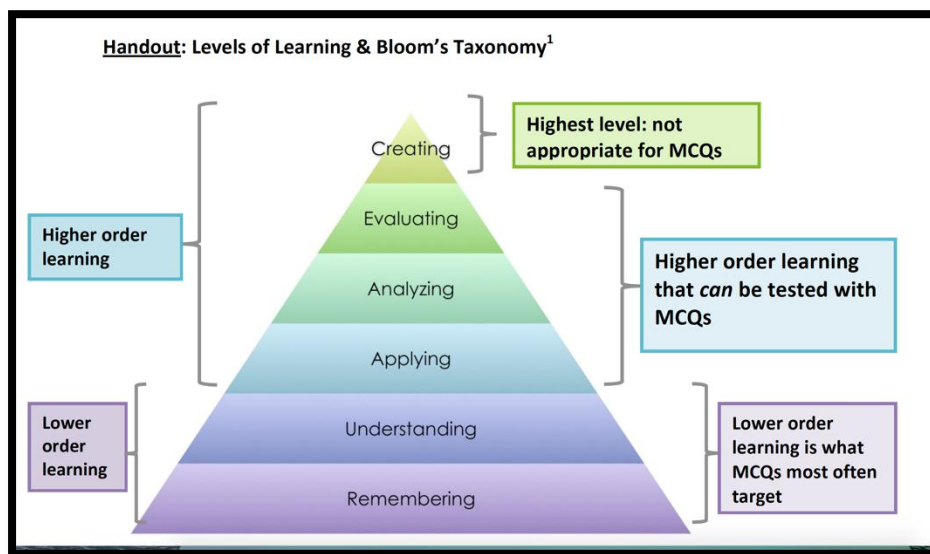 Handout: Levels of Learning & Bloom's Taxonomy1
Highest level: not
appropriate for MCQs
Creating
Evaluating
Higher order
learning
Analyzing
Higher order learning
that can be tested with
MCQs
Applying
Lower
order
learning
Understanding
Lower order
learning is what
MCQs most often
target
Remembering